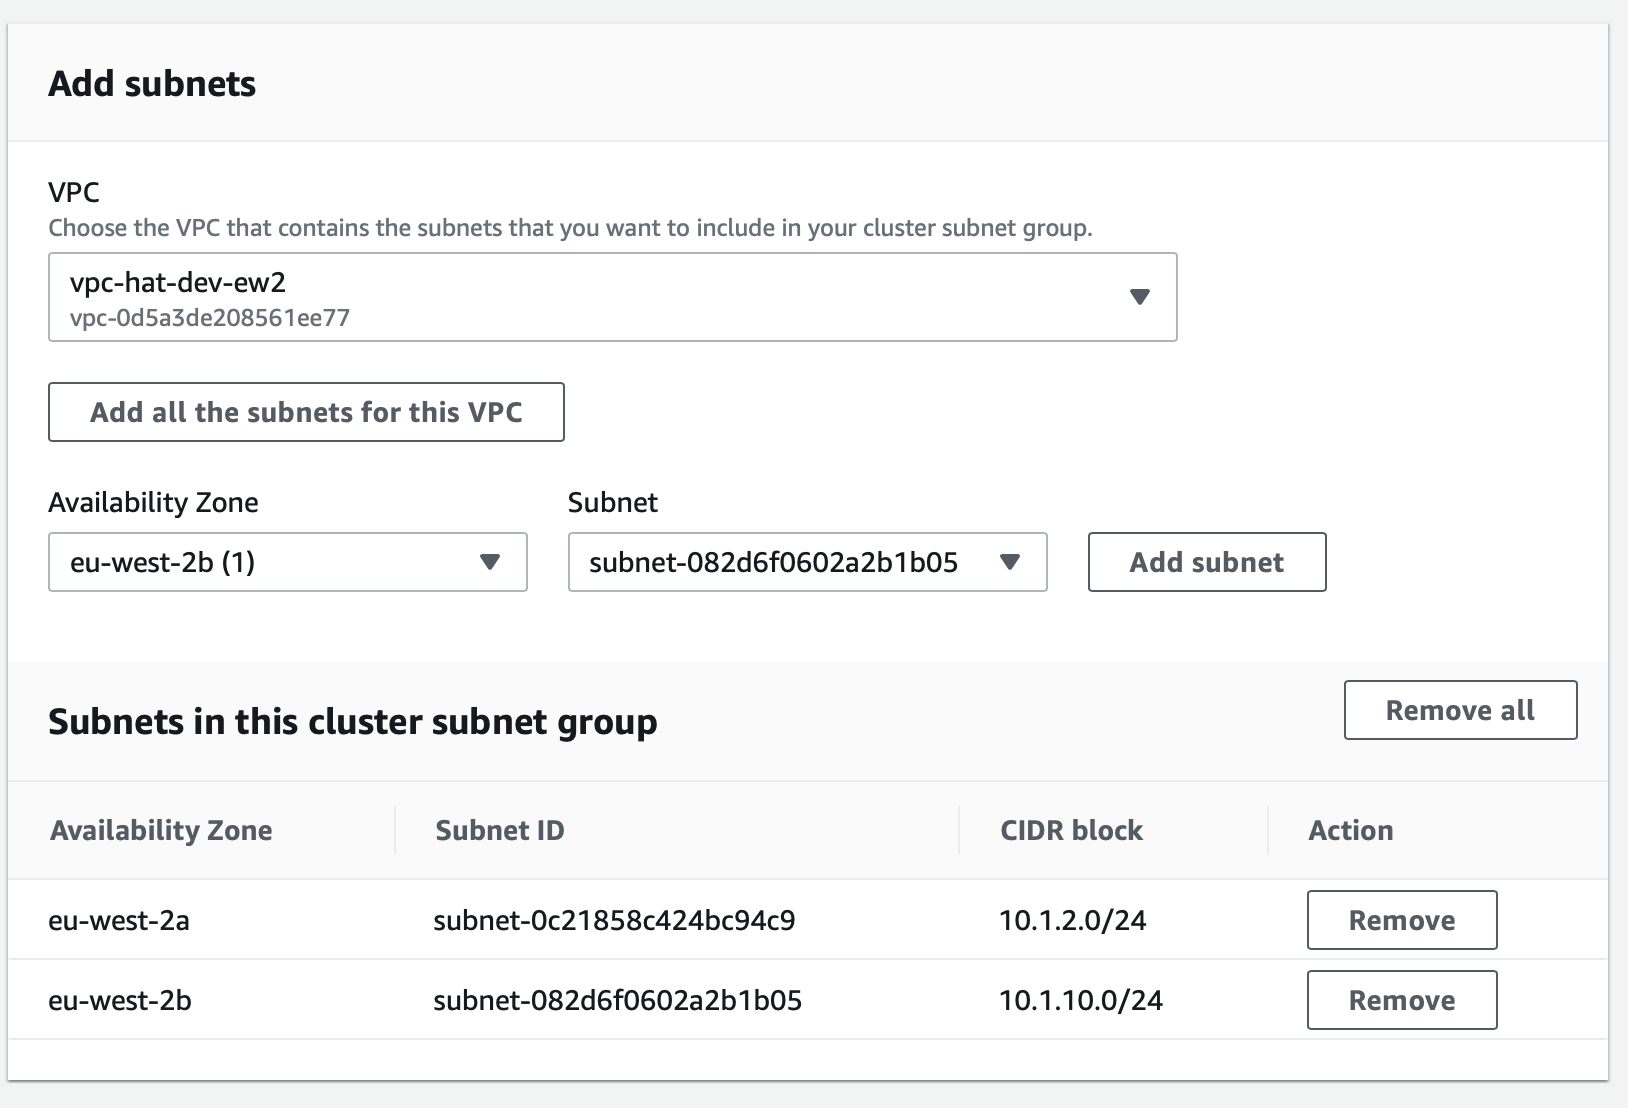 Add subnets
VPC
Choose the VPC that contains the subnets that you want to include in your cluster subnet group.
vpc-hat-dev-ew2
vpc-0d5a3de208561ee77
Add all the subnets for this VPC
Availability Zone Subnet
eu-west-2b (1) subnet-082d6f0602a2b1b05 Add subnet
Subnets in this cluster subnet group Remove all
Availability Zone Subnet ID CIDR block Action
eu-west-2a subnet-0c21858c424bc94c9 10.1.2.0/24 Remove
eu-west-2b subnet-082d6f0602a2b1b05 10.1.10.0/24 Remove